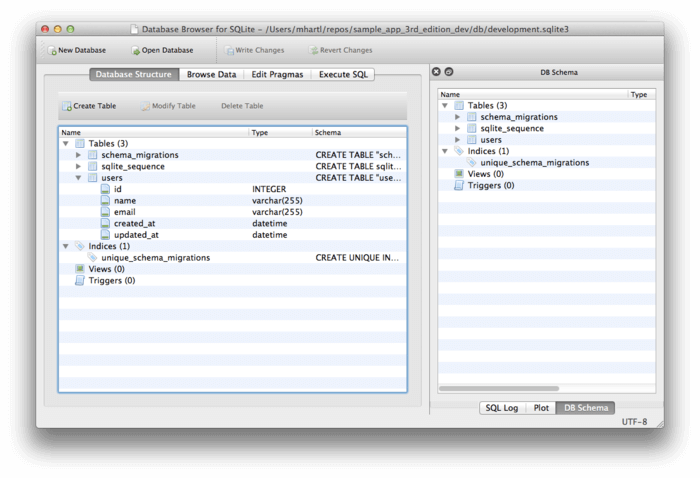 Database Browser for SQLite - /Users/mhartl/repos/sample_app_3rd_edition_dev/db/development.sqlite3
New Database Open Database Write Changes Revert Changes
Database Structure Browse Data Edit Pragmas Execute SQL
Create Table Modify Table Delete Table
Name Type Schema
Tables (3)
schema_migrations CREATE TABLE "sch...
sqlite_sequence CREATE TABLE sqlit...
users CREATE TABLE "use...
id INTEGER
name varchar(255)
email varchar(255)
created_at datetime
updated_at datetime
Indices (1)
unique_schema_migrations CREATE UNIQUE IN...
Views (0)
Triggers (0)
DB Schema
Name Type
Tables (3)
schema_migrations
sqlite_sequence
users
Indices (1)
unique_schema_migrations
Views (0)
Triggers (0)
SQL Log Plot DB Schema
UTF-8